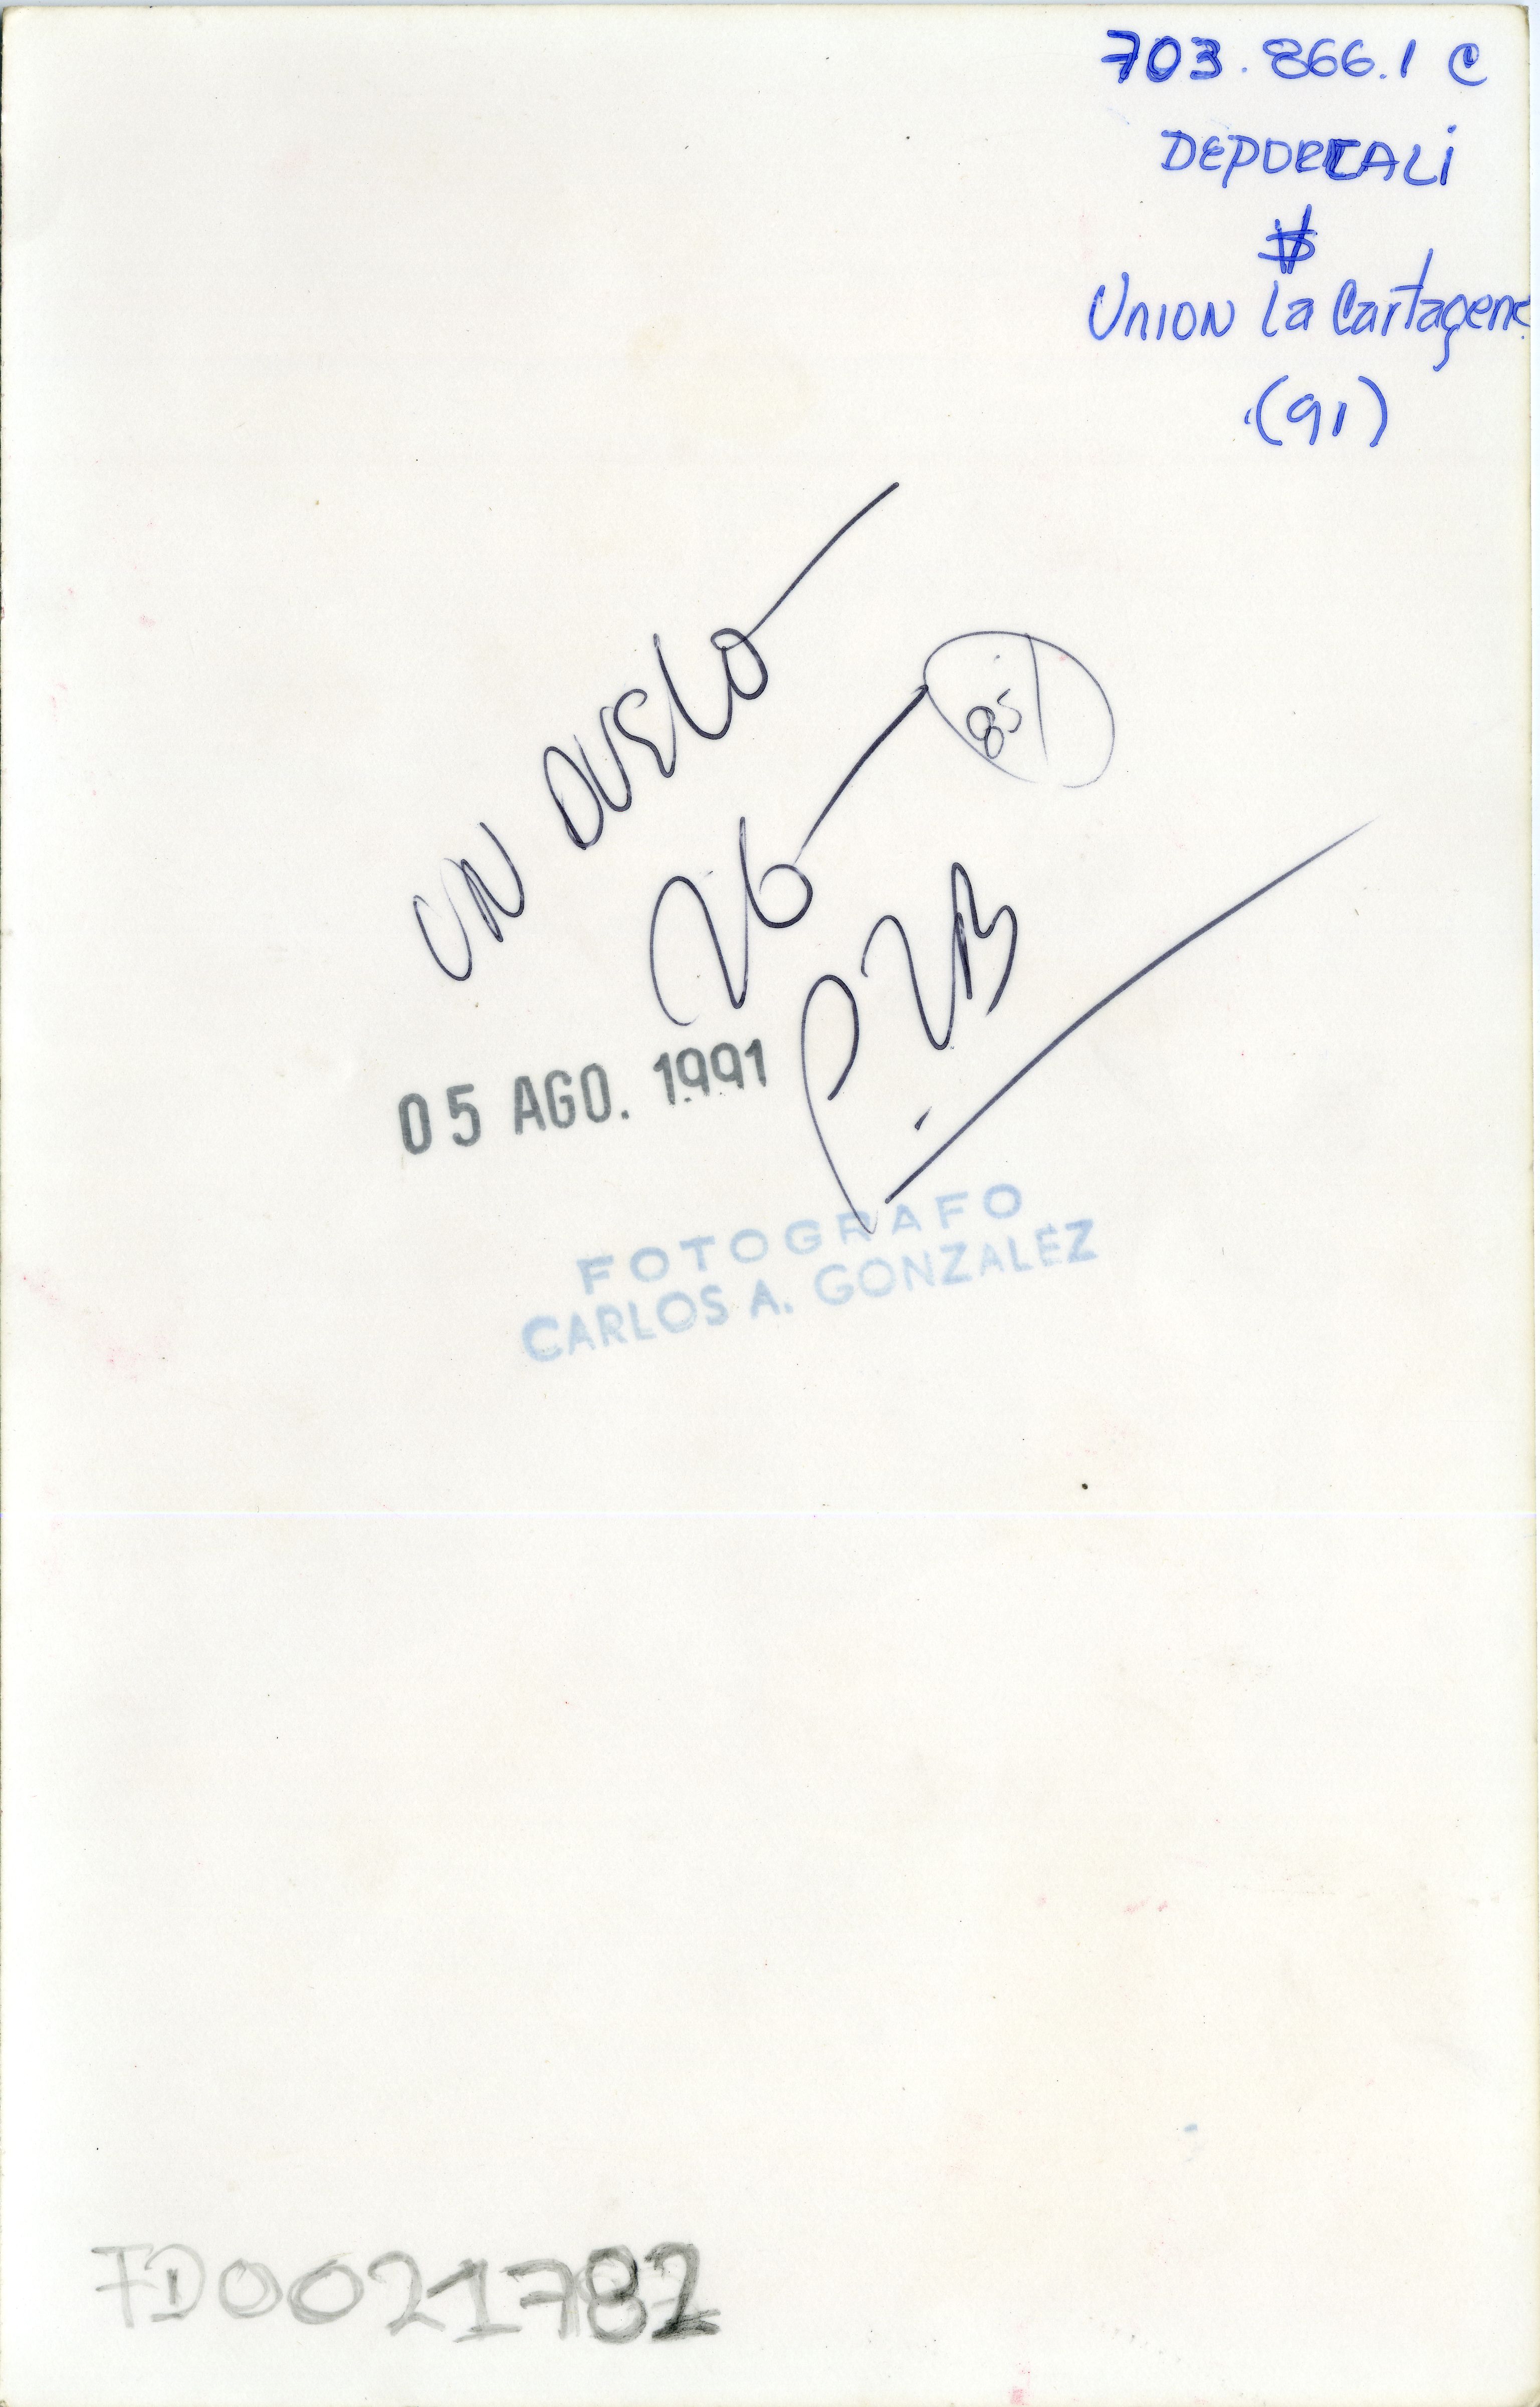 703.866.1 C
DEPORCALI
VS
UNION la Cartagene
(91)
UN DUELO
26
85
P2B
05 AGO. 1991
FOTOGRAFO
CARLOS A. GONZALEZ
FD0021782